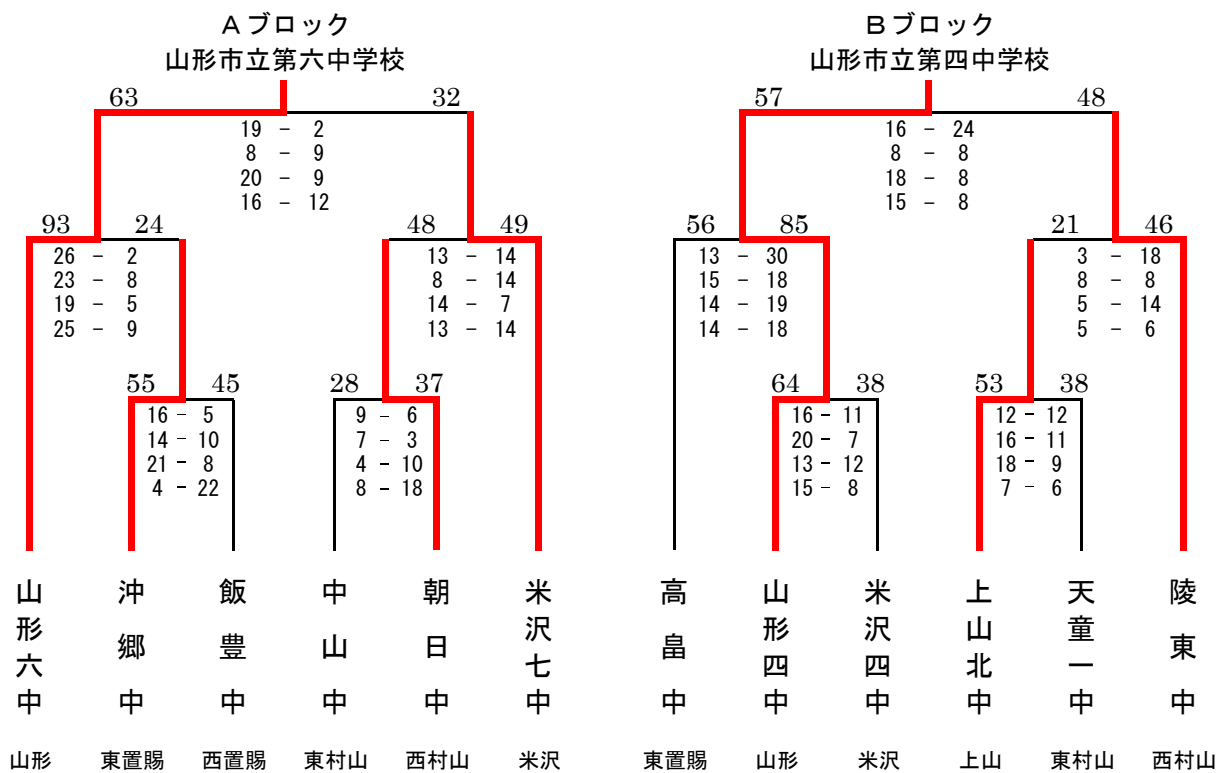 Aブロック
山形市立第六中学校
63 32
19 - 2
8 - 9
20 - 9
16 - 12
93 24
26 - 2
23 - 8
19 - 5
25 - 9
48 49
13 - 14
8 - 14
14 - 7
13 - 14
55 45
16 - 5
14 - 10
21 - 8
4 - 22
28 37
9 - 6
7 - 3
4 - 10
8 - 18
山形六中
沖郷中
飯豊中
中山中
朝日中
米沢七中
山形 東置賜 西置賜 東村山 西村山 米沢
Bブロック
山形市立第四中学校
57 48
16 - 24
8 - 8
18 - 8
15 - 8
56 85
13 - 30
15 - 18
14 - 19
14 - 18
21 46
3 - 18
8 - 8
5 - 14
5 - 6
64 38
16 - 11
20 - 7
13 - 12
15 - 8
53 38
12 - 12
16 - 11
18 - 9
7 - 6
高畠中
山形四中
米沢四中
上山北中
天童一中
陵東中
東置賜 山形 米沢 上山 東村山 西村山